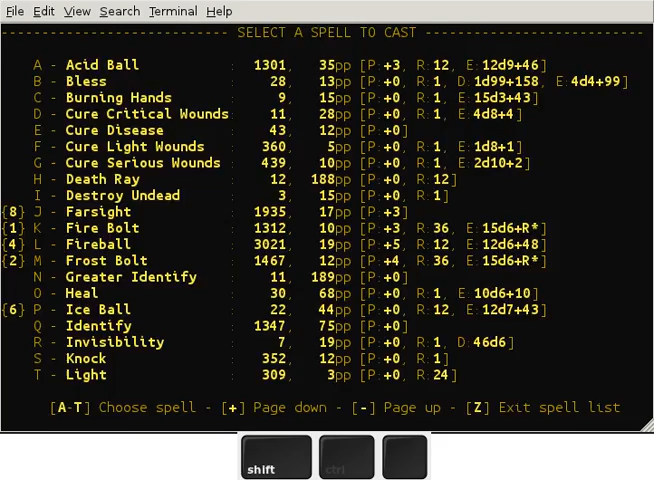 File Edit View Search Terminal Help
SELECT A SPELL TO CAST
A - Acid Ball : 1301, 35pp [P:+3, R:12, E:12d9+46]
B - Bless : 28, 13pp [P:+0, R:1, D:1d99+158, E:4d4+99]
C - Burning Hands : 9, 15pp [P:+0, R:1, E:15d3+43]
D - Cure Critical Wounds: 11, 28pp [P:+0, R:1, E:4d8+4]
E - Cure Disease : 43, 12pp [P:+0]
F - Cure Light Wounds : 360, 5pp [P:+0, R:1, E:1d8+1]
G - Cure Serious Wounds : 439, 10pp [P:+0, R:1, E:2d10+2]
H - Death Ray : 12, 188pp [P:+0, R:12]
I - Destroy Undead : 3, 15pp [P:+0, R:1]
{8} J - Farsight : 1935, 17pp [P:+3]
{1} K - Fire Bolt : 1312, 10pp [P:+3, R:36, E:15d6+R*]
{4} L - Fireball : 3021, 19pp [P:+5, R:12, E:12d6+48]
{2} M - Frost Bolt : 1467, 12pp [P:+4, R:36, E:15d6+R*]
N - Greater Identify : 11, 189pp [P:+0]
O - Heal : 30, 68pp [P:+0, R:1, E:10d6+10]
{6} P - Ice Ball : 22, 44pp [P:+0, R:12, E:12d7+43]
Q - Identify : 1347, 75pp [P:+0]
R - Invisibility : 7, 19pp [P:+0, R:1, D:46d6]
S - Knock : 352, 12pp [P:+0, R:1]
T - Light : 309, 3pp [P:+0, R:24]
[A-T] Choose spell - [+] Page down - [-] Page up - [Z] Exit spell list
shift ctrl